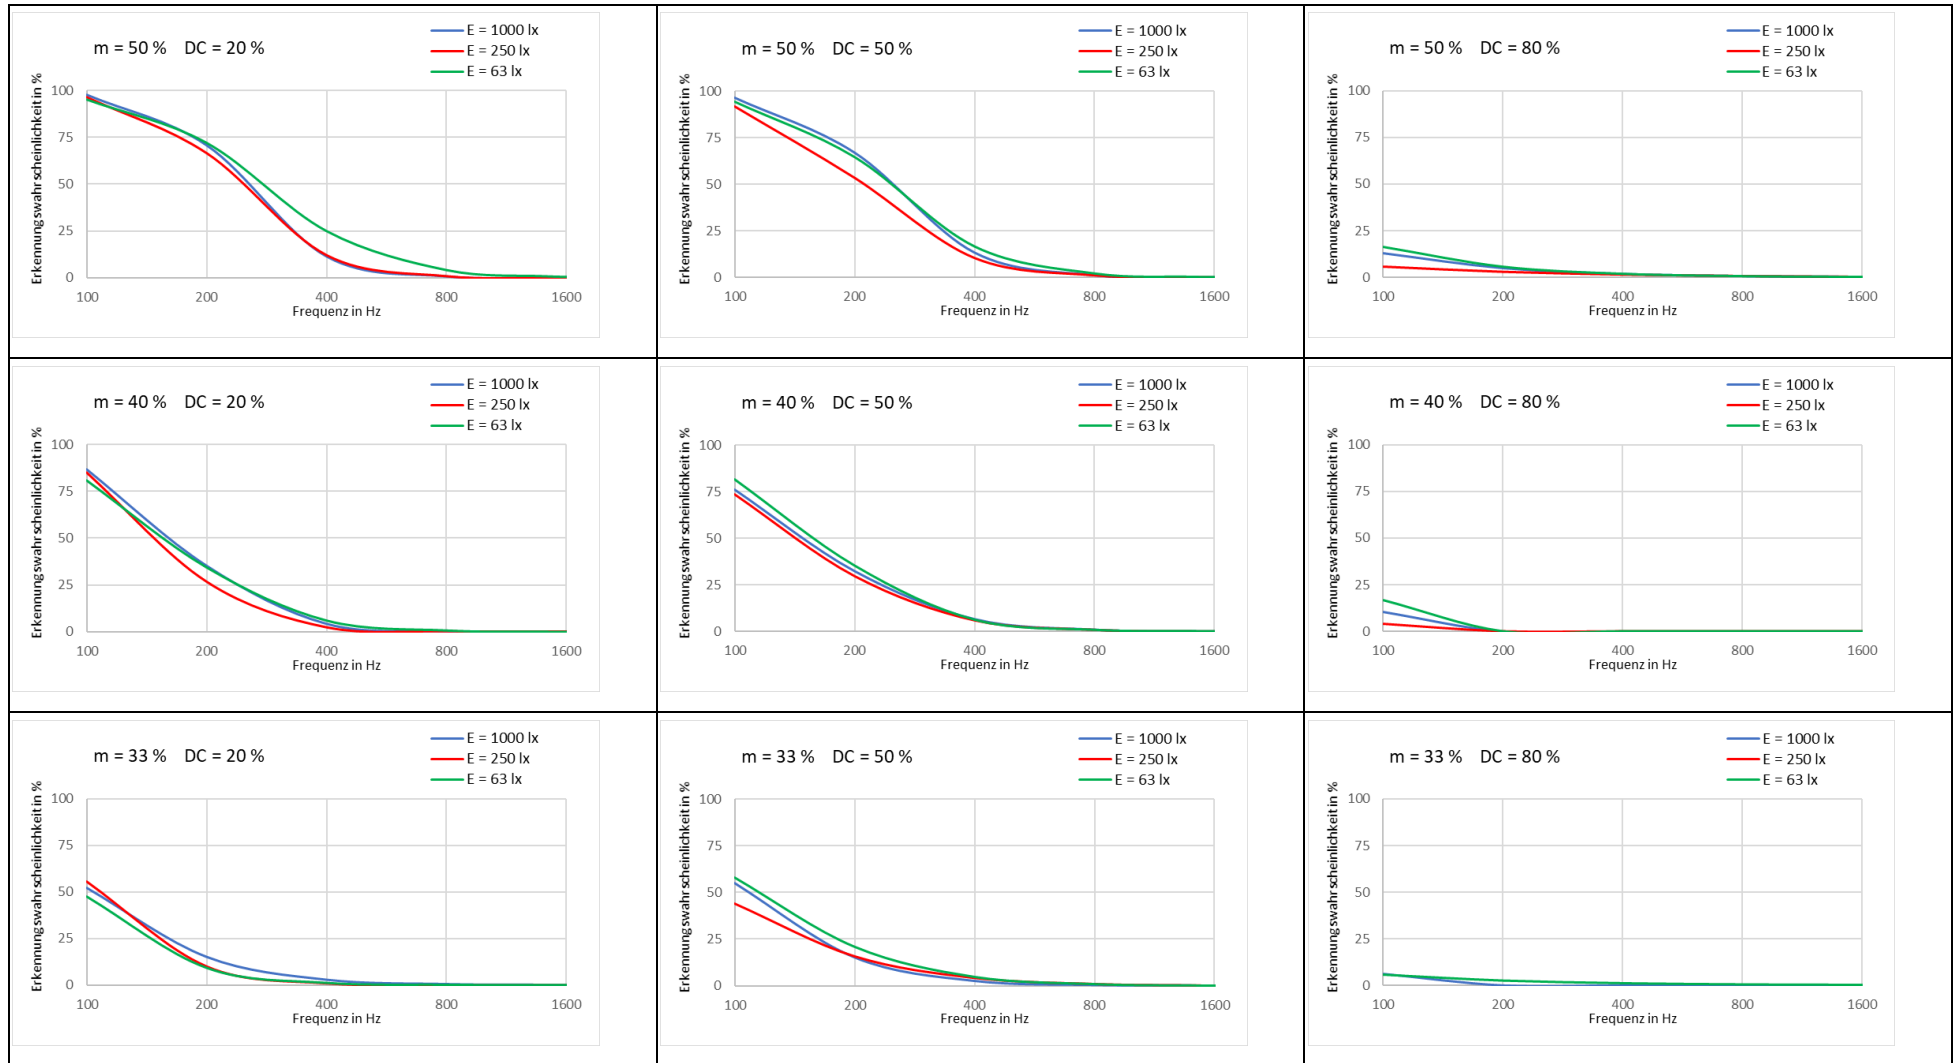 m = 50 % DC = 20 %
E = 1000 lx
E = 250 lx
E = 63 lx
Erkennungswahrscheinlichkeit in %
100
75
50
25
0
100 200 400 800 1600
Frequenz in Hz
m = 50 % DC = 50 %
E = 1000 lx
E = 250 lx
E = 63 lx
Erkennungswahrscheinlichkeit in %
100
75
50
25
0
100 200 400 800 1600
Frequenz in Hz
m = 50 % DC = 80 %
E = 1000 lx
E = 250 lx
E = 63 lx
Erkennungswahrscheinlichkeit in %
100
75
50
25
0
100 200 400 800 1600
Frequenz in Hz
m = 40 % DC = 20 %
E = 1000 lx
E = 250 lx
E = 63 lx
Erkennungswahrscheinlichkeit in %
100
75
50
25
0
100 200 400 800 1600
Frequenz in Hz
m = 40 % DC = 50 %
E = 1000 lx
E = 250 lx
E = 63 lx
Erkennungswahrscheinlichkeit in %
100
75
50
25
0
100 200 400 800 1600
Frequenz in Hz
m = 40 % DC = 80 %
E = 1000 lx
E = 250 lx
E = 63 lx
Erkennungswahrscheinlichkeit in %
100
75
50
25
0
100 200 400 800 1600
Frequenz in Hz
m = 33 % DC = 20 %
E = 1000 lx
E = 250 lx
E = 63 lx
Erkennungswahrscheinlichkeit in %
100
75
50
25
0
100 200 400 800 1600
Frequenz in Hz
m = 33 % DC = 50 %
E = 1000 lx
E = 250 lx
E = 63 lx
Erkennungswahrscheinlichkeit in %
100
75
50
25
0
100 200 400 800 1600
Frequenz in Hz
m = 33 % DC = 80 %
E = 1000 lx
E = 250 lx
E = 63 lx
Erkennungswahrscheinlichkeit in %
100
75
50
25
0
100 200 400 800 1600
Frequenz in Hz